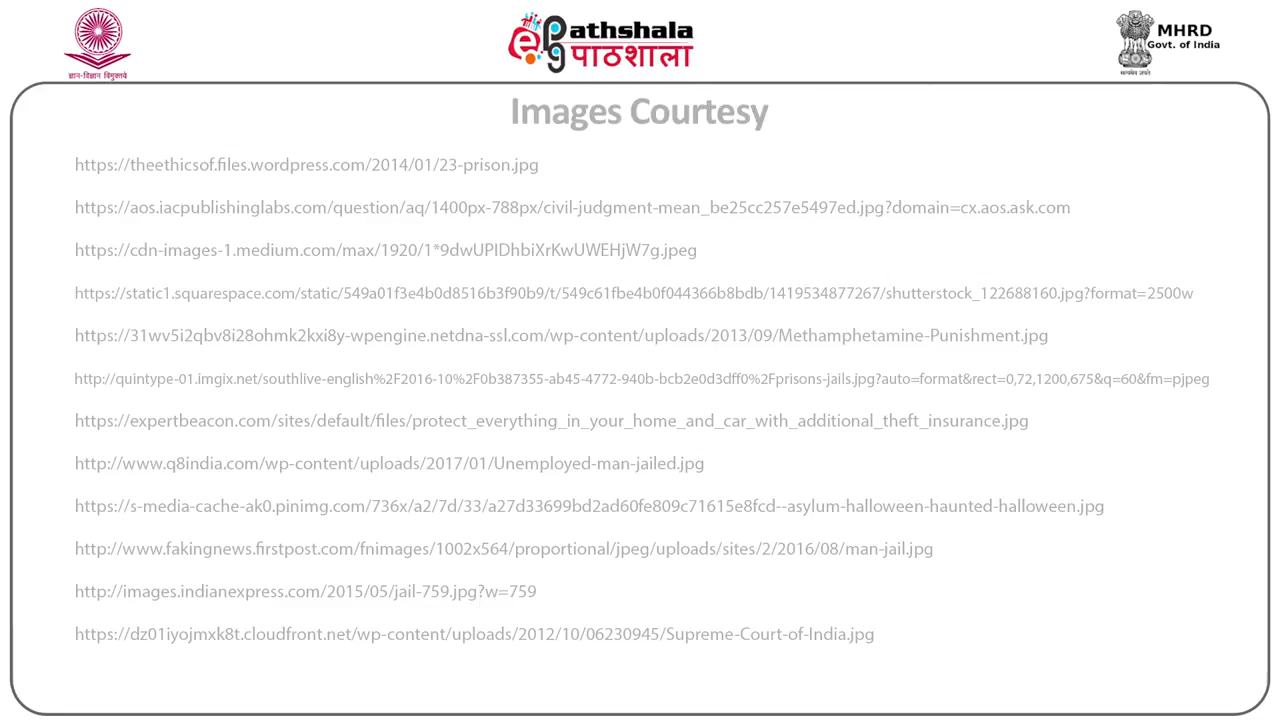 ज्ञान-विज्ञान विमुक्तये
epg Pathshala
पाठशाला
MHRD
Govt. of India
सत्यमेव जयते
Images Courtesy
https://theethicsof.files.wordpress.com/2014/01/23-prison.jpg
https://aos.iacpublishinglabs.com/question/aq/1400px-788px/civil-judgment-mean_be25cc257e5497ed.jpg?domain=cx.aos.ask.com
https://cdn-images-1.medium.com/max/1920/1*9dwUPIDhbiXrKwUWEHjW7g.jpeg
https://static1.squarespace.com/static/549a01f3e4b0d8516b3f90b9/t/549c61fbe4b0f044366b8bdb/1419534877267/shutterstock_122688160.jpg?format=2500w
https://31wv5i2qbv8i28ohmk2kxi8y-wpengine.netdna-ssl.com/wp-content/uploads/2013/09/Methamphetamine-Punishment.jpg
http://quintype-01.imgix.net/southlive-english%2F2016-10%2F0b387355-ab45-4772-940b-bcb2e0d3dff0%2Fprisons-jails.jpg?auto=format&rect=0,72,1200,675&q=60&fm=pjpeg
https://expertbeacon.com/sites/default/files/protect_everything_in_your_home_and_car_with_additional_theft_insurance.jpg
http://www.q8india.com/wp-content/uploads/2017/01/Unemployed-man-jailed.jpg
https://s-media-cache-ak0.pinimg.com/736x/a2/7d/33/a27d33699bd2ad60fe809c71615e8fcd--asylum-halloween-haunted-halloween.jpg
http://www.fakingnews.firstpost.com/fnimages/1002x564/proportional/jpeg/uploads/sites/2/2016/08/man-jail.jpg
http://images.indianexpress.com/2015/05/jail-759.jpg?w=759
https://dz01iyojmxk8t.cloudfront.net/wp-content/uploads/2012/10/06230945/Supreme-Court-of-India.jpg